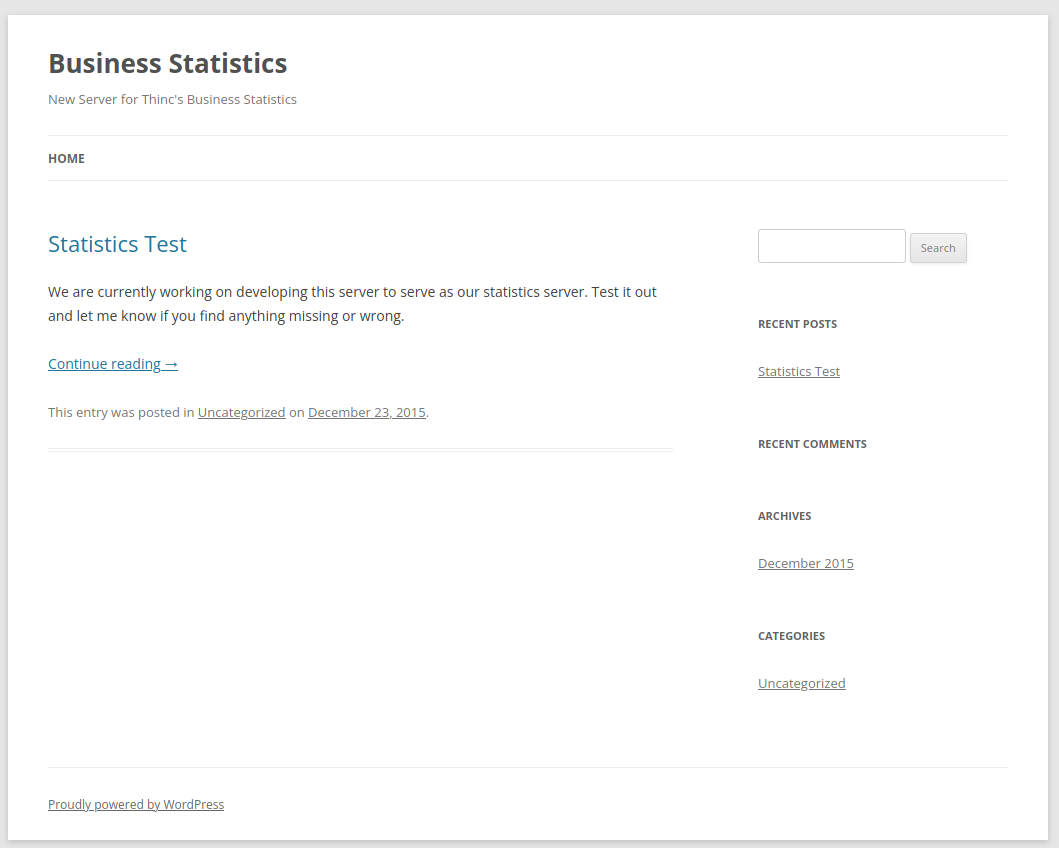 Business Statistics
New Server for Thinc's Business Statistics
HOME
Statistics Test
We are currently working on developing this server to serve as our statistics server. Test it out
and let me know if you find anything missing or wrong.
Continue reading →
This entry was posted in Uncategorized on December 23, 2015.
Search
RECENT POSTS
Statistics Test
RECENT COMMENTS
ARCHIVES
December 2015
CATEGORIES
Uncategorized
Proudly powered by WordPress